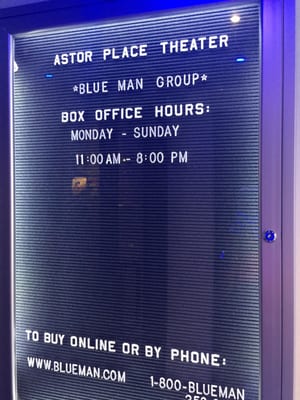 ASTOR PLACE THEATER
*BLUE MAN GROUP*
BOX OFFICE HOURS:
MONDAY - SUNDAY
11:00 AM - 8:00 PM
TO BUY ONLINE OR BY PHONE:
WWW.BLUEMAN.COM
1-800-BLUEMAN